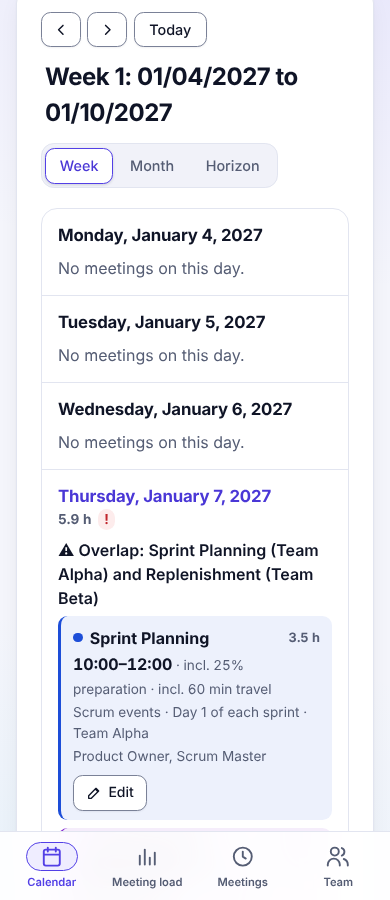 Today
Week 1: 01/04/2027 to
01/10/2027
Week Month Horizon
Monday, January 4, 2027
No meetings on this day.
Tuesday, January 5, 2027
No meetings on this day.
Wednesday, January 6, 2027
No meetings on this day.
Thursday, January 7, 2027
5.9 h !
⚠ Overlap: Sprint Planning (Team
Alpha) and Replenishment (Team
Beta)
Sprint Planning 3.5 h
10:00–12:00 · incl. 25%
preparation · incl. 60 min travel
Scrum events · Day 1 of each sprint ·
Team Alpha
Product Owner, Scrum Master
Edit
Calendar Meeting load Meetings Team